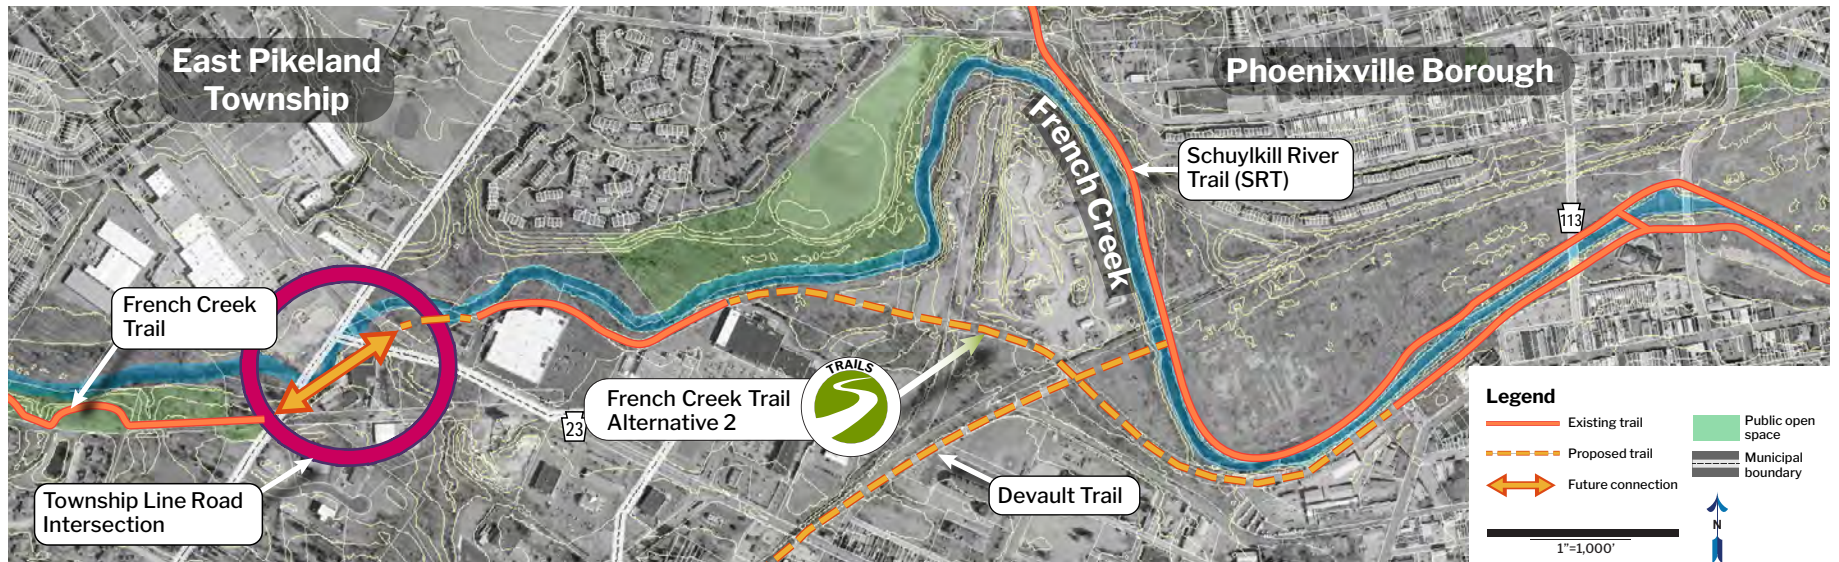 East Pikeland
Township
Phoenixville Borough
French Creek
Schuylkill River
Trail (SRT)
113
French Creek
Trail
TRAILS
French Creek Trail
Alternative 2
23
Township Line Road
Intersection
Devault Trail
Legend
Existing trail
Proposed trail
Future connection
Public open
space
Municipal
boundary
1"=1,000'
N